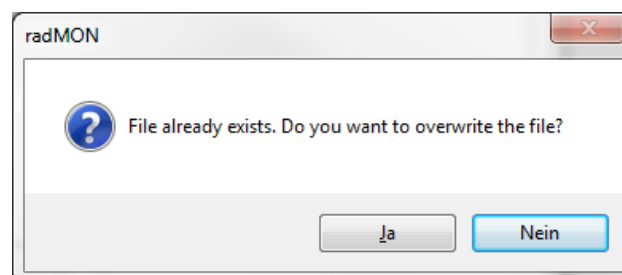 radMON
File already exists. Do you want to overwrite the file?
Ja
Nein